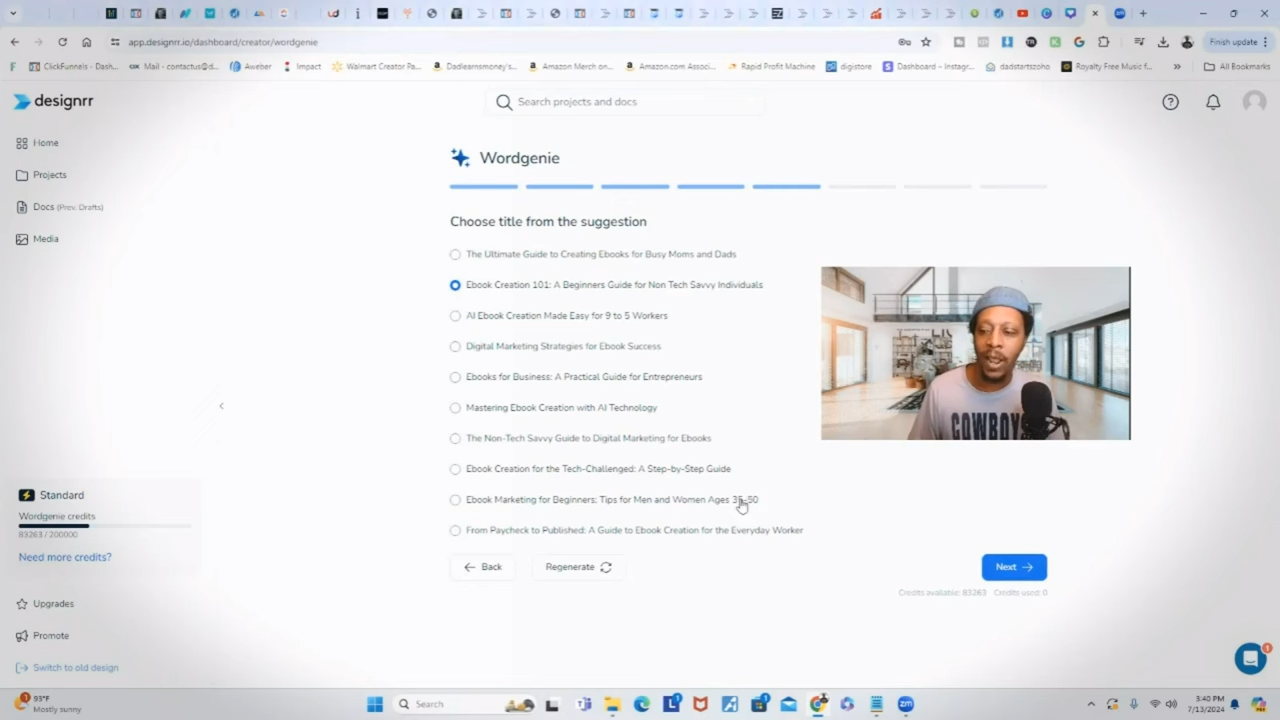 app.designrr.io/dashboard/creator/wordgenie
Finish update
ClickFunnels - Dash...
Mail - contactus@d...
Aweber
Impact
Walmart Creator Pa...
Dadlearnsmoney's...
Amazon Merch on...
Amazon.com Associ...
Rapid Profit Machine
digistore
Dashboard – Instagr...
dadstartszoho
Royalty Free Music f...
»
All Bookmarks
designrr
Search projects and docs
Home
Projects
Docs (Prev. Drafts)
Media
Wordgenie
Choose title from the suggestion
The Ultimate Guide to Creating Ebooks for Busy Moms and Dads
Ebook Creation 101: A Beginners Guide for Non Tech Savvy Individuals
AI Ebook Creation Made Easy for 9 to 5 Workers
Digital Marketing Strategies for Ebook Success
Ebooks for Business: A Practical Guide for Entrepreneurs
Mastering Ebook Creation with AI Technology
The Non-Tech Savvy Guide to Digital Marketing for Ebooks
Ebook Creation for the Tech-Challenged: A Step-by-Step Guide
Ebook Marketing for Beginners: Tips for Men and Women Ages 35-50
From Paycheck to Published: A Guide to Ebook Creation for the Everyday Worker
Back
Regenerate
Next
Credits available: 83263 Credits used: 0
COWBOYS
Standard
Wordgenie credits
83263 / 200000
Need more credits?
Upgrades
Promote
Switch to old design
1
93°F
Mostly sunny
Search
3:40 PM
7/13/2024